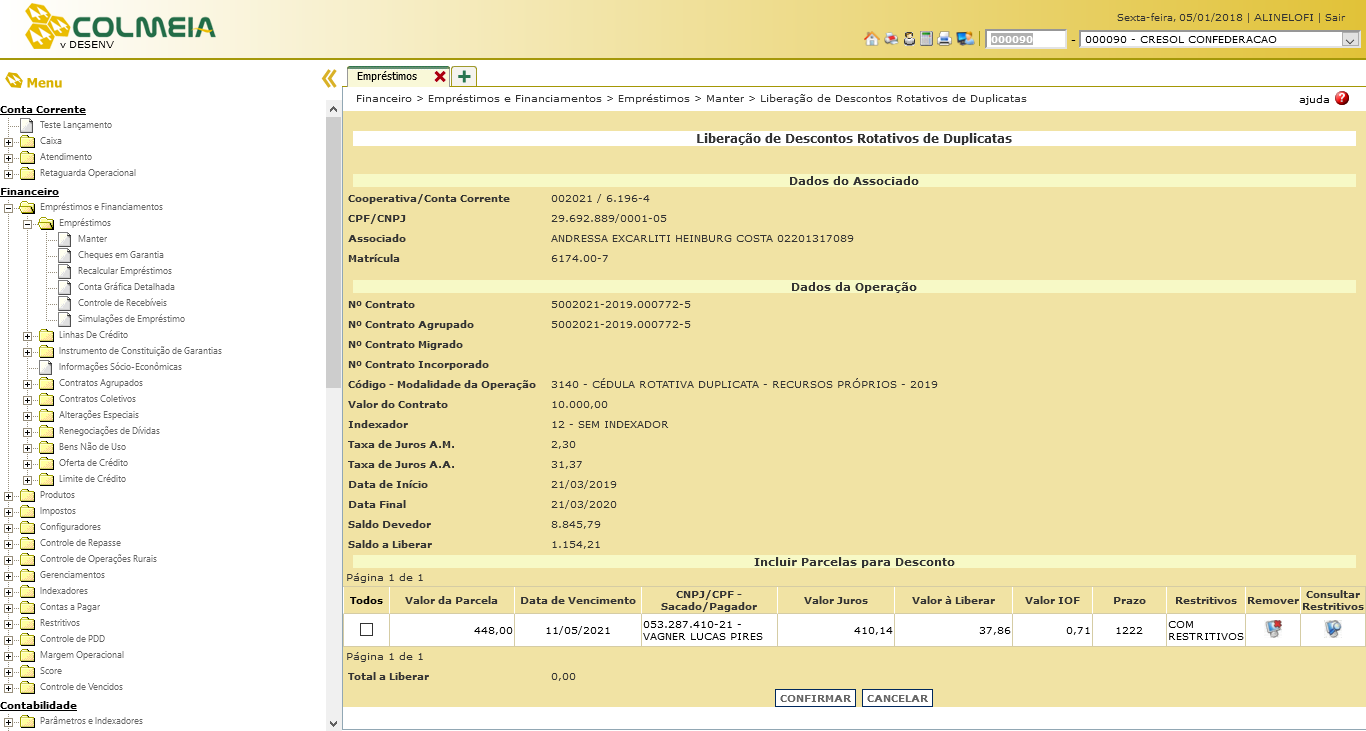 COLMEIA
v DESENV
Sexta-feira, 05/01/2018 | ALINELOFI | Sair
000090 - 000090 - CRESOL CONFEDERACAO
Menu
Conta Corrente
Teste Lançamento
Caixa
Atendimento
Retaguarda Operacional
Financeiro
Empréstimos e Financiamentos
Empréstimos
Manter
Cheques em Garantia
Recalcular Empréstimos
Conta Gráfica Detalhada
Controle de Recebíveis
Simulações de Empréstimo
Linhas De Crédito
Instrumento de Constituição de Garantias
Informações Sócio-Econômicas
Contratos Agrupados
Contratos Coletivos
Alterações Especiais
Renegociações de Dívidas
Bens Não de Uso
Oferta de Crédito
Limite de Crédito
Produtos
Impostos
Configuradores
Controle de Repasse
Controle de Operações Rurais
Gerenciamentos
Indexadores
Contas a Pagar
Restritivos
Controle de PDD
Margem Operacional
Score
Controle de Vencidos
Contabilidade
Parâmetros e Indexadores
Empréstimos
Financeiro > Empréstimos e Financiamentos > Empréstimos > Manter > Liberação de Descontos Rotativos de Duplicatas
ajuda ?
Liberação de Descontos Rotativos de Duplicatas
Dados do Associado
Cooperativa/Conta Corrente 002021 / 6.196-4
CPF/CNPJ 29.692.889/0001-05
Associado ANDRESSA EXCARLITI HEINBURG COSTA 02201317089
Matrícula 6174.00-7
Dados da Operação
Nº Contrato 5002021-2019.000772-5
Nº Contrato Agrupado 5002021-2019.000772-5
Nº Contrato Migrado
Nº Contrato Incorporado
Código - Modalidade da Operação 3140 - CÉDULA ROTATIVA DUPLICATA - RECURSOS PRÓPRIOS - 2019
Valor do Contrato 10.000,00
Indexador 12 - SEM INDEXADOR
Taxa de Juros A.M. 2,30
Taxa de Juros A.A. 31,37
Data de Início 21/03/2019
Data Final 21/03/2020
Saldo Devedor 8.845,79
Saldo a Liberar 1.154,21
Incluir Parcelas para Desconto
Página 1 de 1
Todos Valor da Parcela Data de Vencimento CNPJ/CPF - Sacado/Pagador Valor Juros Valor à Liberar Valor IOF Prazo Restritivos Remover Consultar Restritivos
448,00 11/05/2021 053.287.410-21 - VAGNER LUCAS PIRES 410,14 37,86 0,71 1222 COM RESTRITIVOS
Página 1 de 1
Total a Liberar 0,00
CONFIRMAR CANCELAR